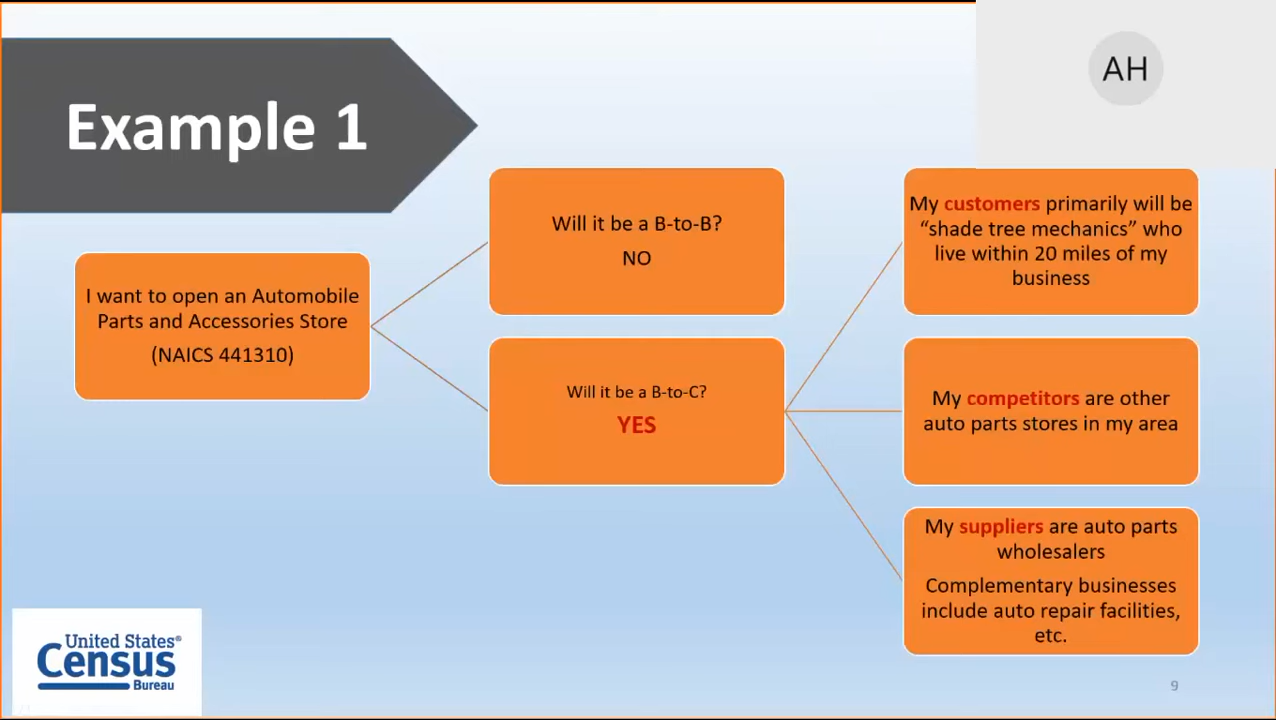 AH
Example 1
I want to open an Automobile
Parts and Accessories Store
(NAICS 441310)
Will it be a B-to-B?
NO
Will it be a B-to-C?
YES
My customers primarily will be
“shade tree mechanics” who
live within 20 miles of my
business
My competitors are other
auto parts stores in my area
My suppliers are auto parts
wholesalers
Complementary businesses
include auto repair facilities,
etc.
United States®
Census
Bureau
9